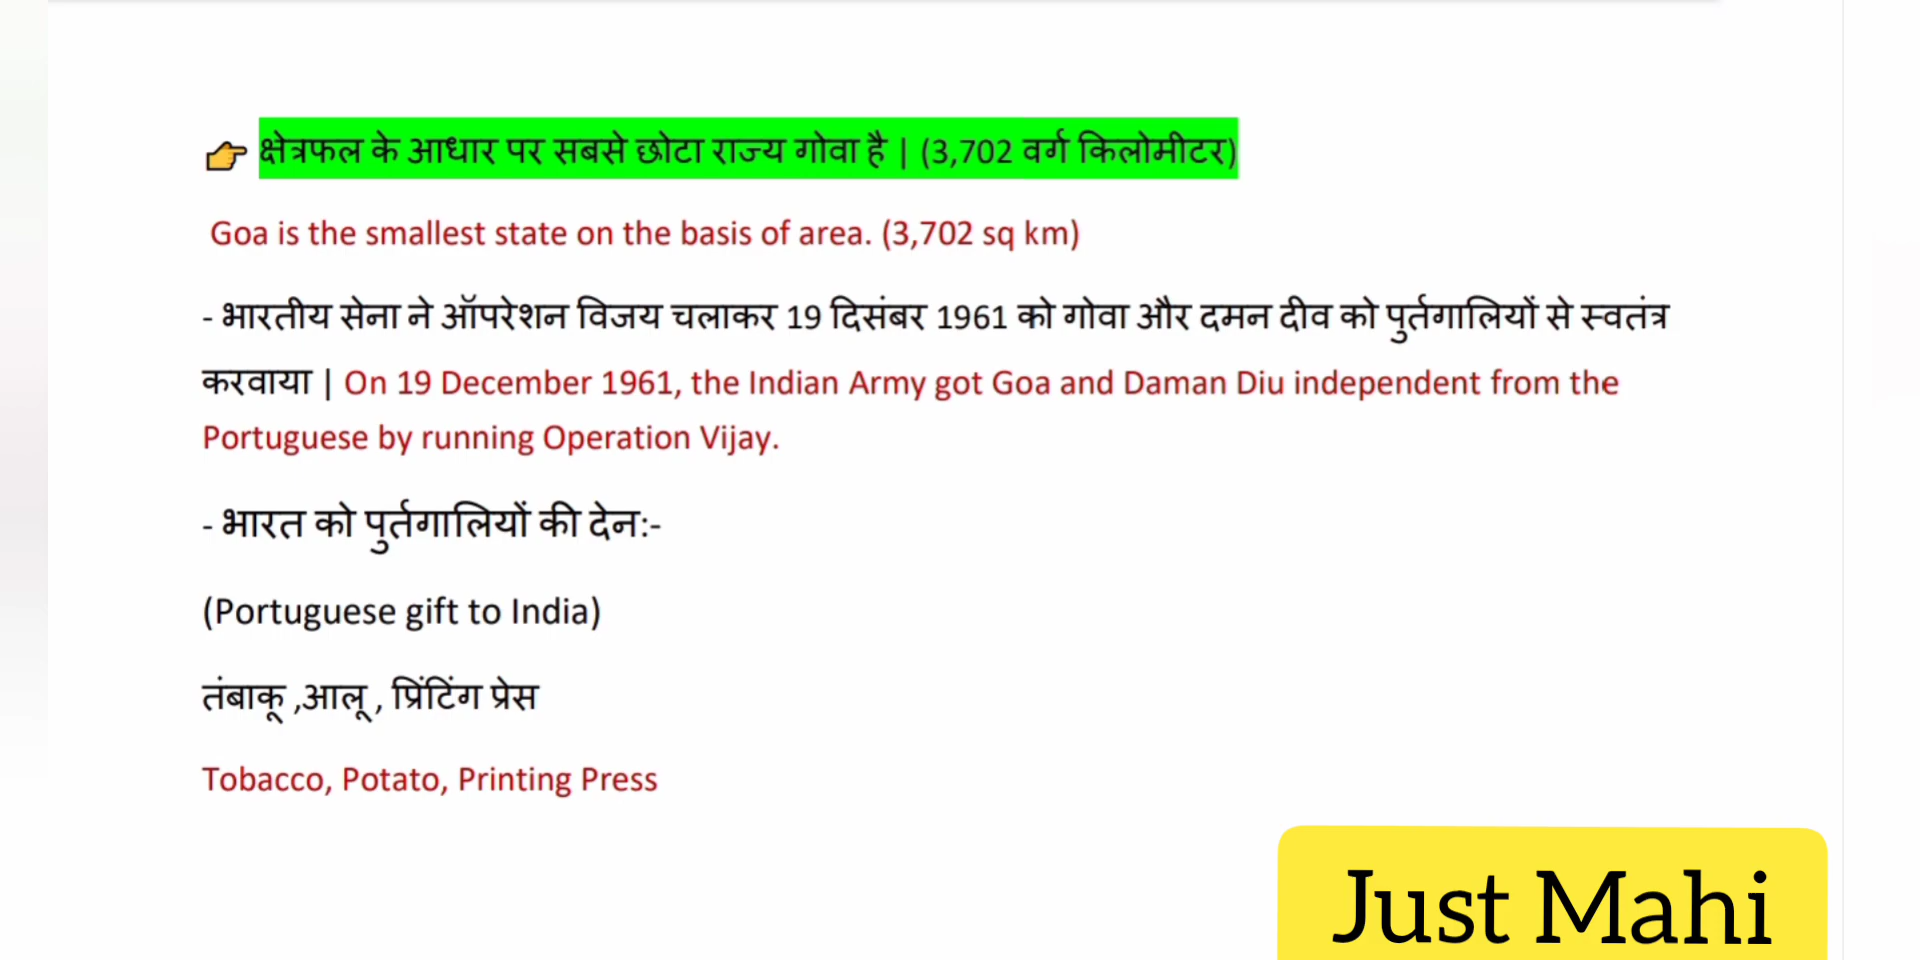 👉 क्षेत्रफल के आधार पर सबसे छोटा राज्य गोवा है | (3,702 वर्ग किलोमीटर)
Goa is the smallest state on the basis of area. (3,702 sq km)
- भारतीय सेना ने ऑपरेशन विजय चलाकर 19 दिसंबर 1961 को गोवा और दमन दीव को पुर्तगालियों से स्वतंत्र
करवाया | On 19 December 1961, the Indian Army got Goa and Daman Diu independent from the
Portuguese by running Operation Vijay.
- भारत को पुर्तगालियों की देन:-
(Portuguese gift to India)
तंबाकू ,आलू , प्रिंटिंग प्रेस
Tobacco, Potato, Printing Press
Just Mahi